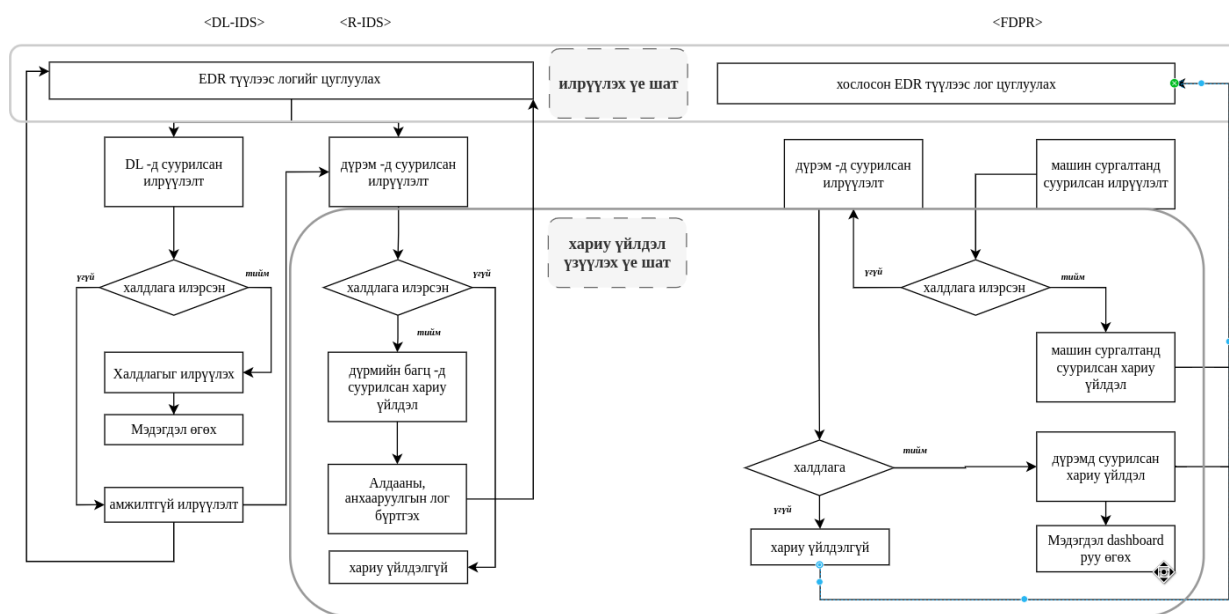 <DL-IDS>
<R-IDS>
<FDPR>
EDR түүлээс логийг цуглуулах
илрүүлэх үе шат
хослосон EDR түүлээс лог цуглуулах
DL -д суурилсан
илрүүлэлт
дүрэм -д суурилсан
илрүүлэлт
дүрэм -д суурилсан
илрүүлэлт
машин сургалтанд
суурилсан илрүүлэлт
хариу үйлдэл
үзүүлэх үе шат
үгүй
халдлага илэрсэн
тийм
халдлага илэрсэн
үгүй
тийм
үгүй
халдлага илэрсэн
тийм
Халдлагыг илрүүлэх
Мэдэгдэл өгөх
амжилтгүй илрүүлэлт
дүрмийн багц -д
суурилсан хариу
үйлдэл
Алдааны,
анхааруулгын лог
бүртгэх
хариу үйлдэлгүй
машин сургалтанд
суурилсан хариу
үйлдэл
халдлага
тийм
үгүй
дүрэмд суурилсан
хариу үйлдэл
хариу үйлдэлгүй
Мэдэгдэл dashboard
руу өгөх